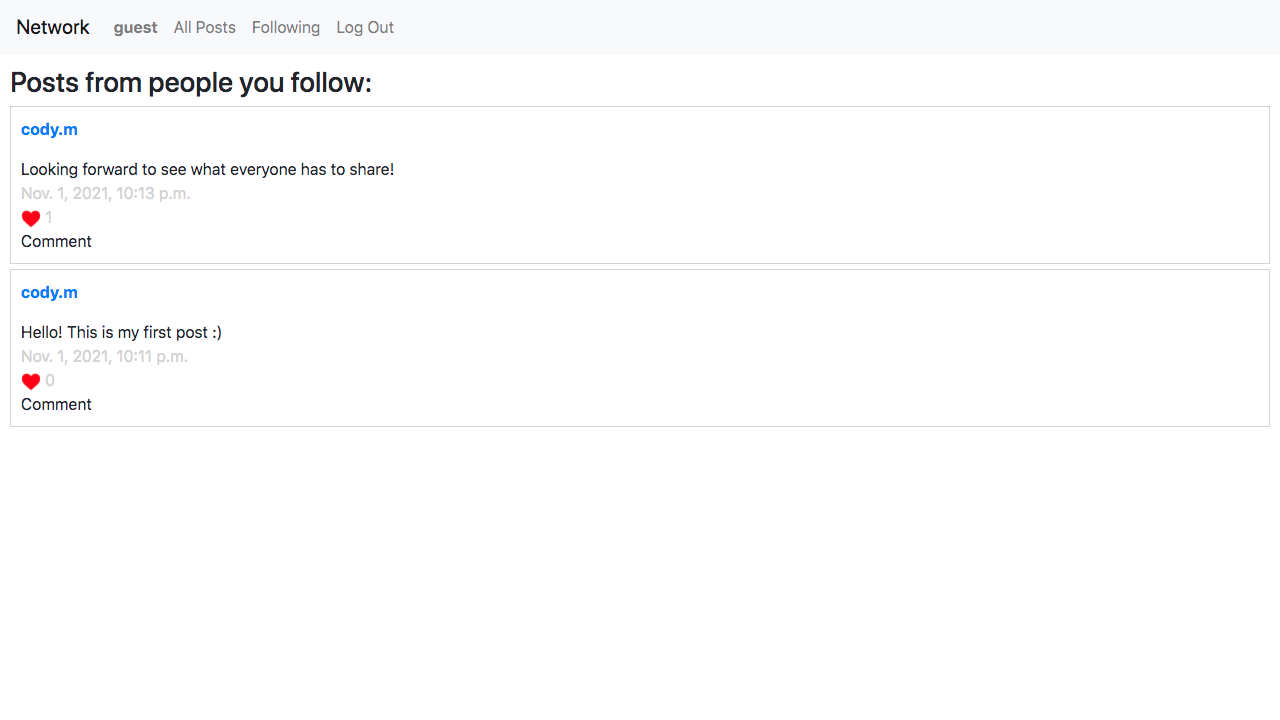 Network guest All Posts Following Log Out
Posts from people you follow:
cody.m
Looking forward to see what everyone has to share!
Nov. 1, 2021, 10:13 p.m.
1
Comment
cody.m
Hello! This is my first post :)
Nov. 1, 2021, 10:11 p.m.
0
Comment